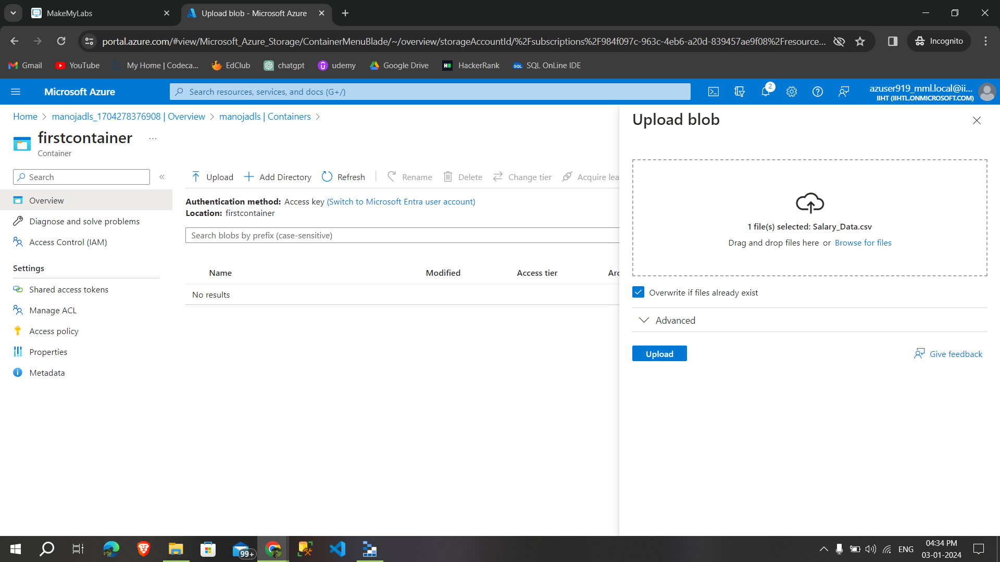 MakeMyLabs
Upload blob - Microsoft Azure
portal.azure.com/#view/Microsoft_Azure_Storage/ContainerMenuBlade/~/overview/storageAccountId/%2Fsubscriptions%2F984f097c-963c-4eb6-a20d-839457ae9f08%2Fresource...
Incognito
Gmail
YouTube
My Home | Codeca...
EdClub
chatgpt
udemy
Google Drive
HackerRank
SQL OnLine IDE
Microsoft Azure
Search resources, services, and docs (G+/)
2
azuser919_mml.local@ii...
IIHT (IIHTL.ONMICROSOFT.COM)
Home > manojadls_1704278376908 | Overview > manojadls | Containers >
firstcontainer ...
Container
Search «
Overview
Diagnose and solve problems
Access Control (IAM)
Settings
Shared access tokens
Manage ACL
Access policy
Properties
Metadata
Upload + Add Directory Refresh | Rename Delete Change tier Acquire lea
Authentication method: Access key (Switch to Microsoft Entra user account)
Location: firstcontainer
Search blobs by prefix (case-sensitive)
Name Modified Access tier Arc
No results
Upload blob
1 file(s) selected: Salary_Data.csv
Drag and drop files here or Browse for files
Overwrite if files already exist
Advanced
Upload
Give feedback
99+
ENG
04:34 PM
03-01-2024